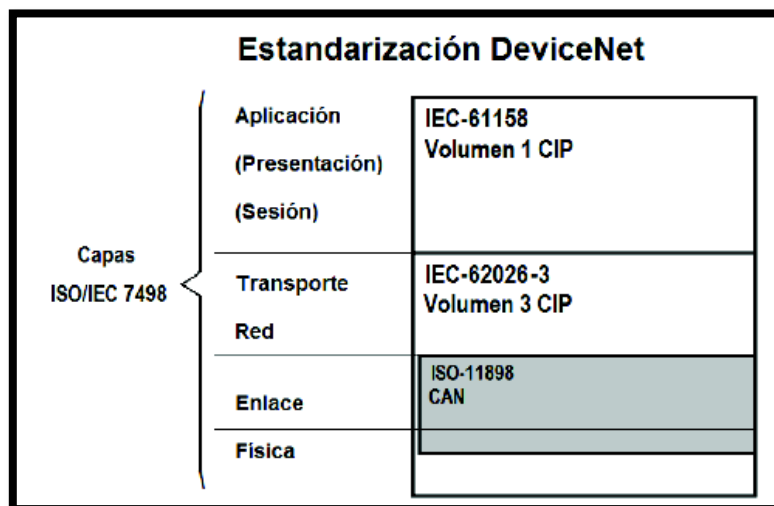 Estandarización DeviceNet
Aplicación
(Presentación)
(Sesión)
IEC-61158
Volumen 1 CIP
Capas
ISO/IEC 7498
Transporte
Red
IEC-62026-3
Volumen 3 CIP
Enlace
Física
ISO-11898
CAN